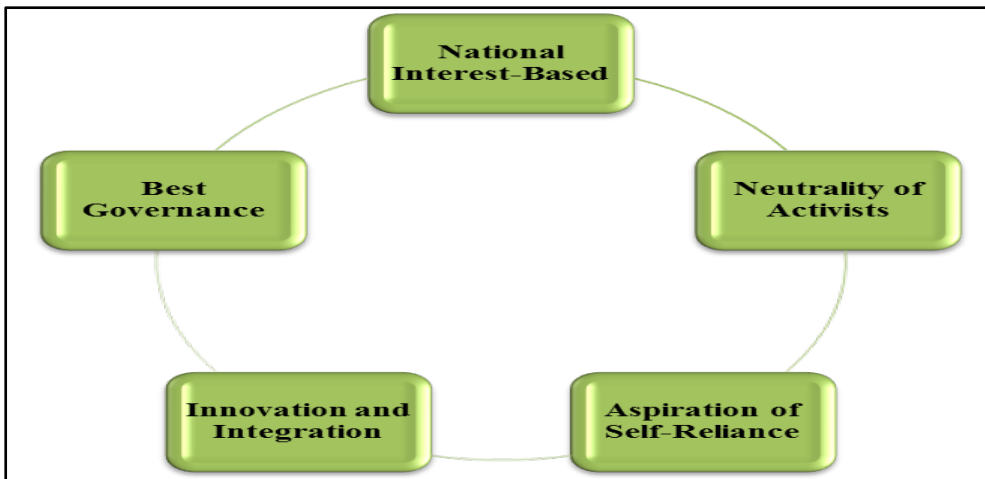 National
Interest-Based
Best
Governance
Neutrality of
Activists
Innovation and
Integration
Aspiration of
Self-Reliance